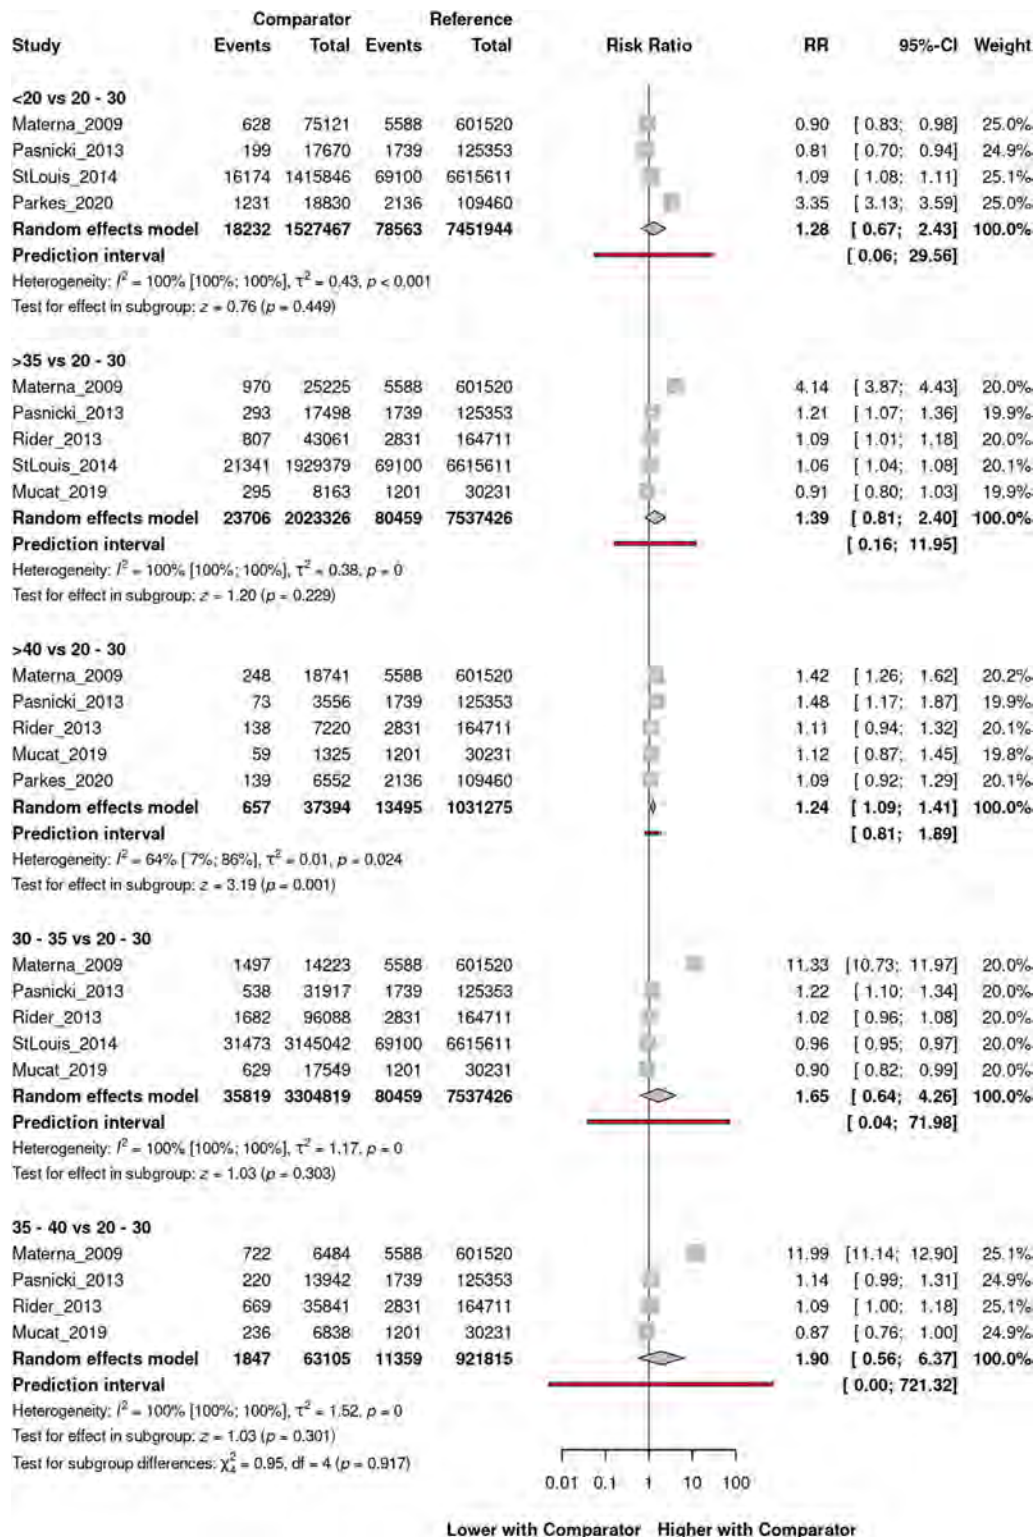 Comparator Reference
Study Events Total Events Total Risk Ratio RR 95%-CI Weight
<20 vs 20 - 30
Materna_2009 628 75121 5588 601520 0.90 [ 0.83; 0.98] 25.0%
Pasnicki_2013 199 17670 1739 125353 0.81 [ 0.70; 0.94] 24.9%
StLouis_2014 16174 1415846 69100 6615611 1.09 [ 1.08; 1.11] 25.1%
Parkes_2020 1231 18830 2136 109460 3.35 [ 3.13; 3.59] 25.0%
Random effects model 18232 1527467 78563 7451944 1.28 [ 0.67; 2.43] 100.0%
Prediction interval [ 0.06; 29.56]
Heterogeneity: I² = 100% [100%; 100%], τ² = 0.43, p < 0.001
Test for effect in subgroup: z = 0.76 (p = 0.449)
>35 vs 20 - 30
Materna_2009 970 25225 5588 601520 4.14 [ 3.87; 4.43] 20.0%
Pasnicki_2013 293 17498 1739 125353 1.21 [ 1.07; 1.36] 19.9%
Rider_2013 807 43061 2831 164711 1.09 [ 1.01; 1.18] 20.0%
StLouis_2014 21341 1929379 69100 6615611 1.06 [ 1.04; 1.08] 20.1%
Mucat_2019 295 8163 1201 30231 0.91 [ 0.80; 1.03] 19.9%
Random effects model 23706 2023326 80459 7537426 1.39 [ 0.81; 2.40] 100.0%
Prediction interval [ 0.16; 11.95]
Heterogeneity: I² = 100% [100%; 100%], τ² = 0.38, p = 0
Test for effect in subgroup: z = 1.20 (p = 0.229)
>40 vs 20 - 30
Materna_2009 248 18741 5588 601520 1.42 [ 1.26; 1.62] 20.2%
Pasnicki_2013 73 3556 1739 125353 1.48 [ 1.17; 1.87] 19.9%
Rider_2013 138 7220 2831 164711 1.11 [ 0.94; 1.32] 20.1%
Mucat_2019 59 1325 1201 30231 1.12 [ 0.87; 1.45] 19.8%
Parkes_2020 139 6552 2136 109460 1.09 [ 0.92; 1.29] 20.1%
Random effects model 657 37394 13495 1031275 1.24 [ 1.09; 1.41] 100.0%
Prediction interval [ 0.81; 1.89]
Heterogeneity: I² = 64% [ 7%; 86%], τ² = 0.01, p = 0.024
Test for effect in subgroup: z = 3.19 (p = 0.001)
30 - 35 vs 20 - 30
Materna_2009 1497 14223 5588 601520 11.33 [10.73; 11.97] 20.0%
Pasnicki_2013 538 31917 1739 125353 1.22 [ 1.10; 1.34] 20.0%
Rider_2013 1682 96088 2831 164711 1.02 [ 0.96; 1.08] 20.0%
StLouis_2014 31473 3145042 69100 6615611 0.96 [ 0.95; 0.97] 20.0%
Mucat_2019 629 17549 1201 30231 0.90 [ 0.82; 0.99] 20.0%
Random effects model 35819 3304819 80459 7537426 1.65 [ 0.64; 4.26] 100.0%
Prediction interval [ 0.04; 71.98]
Heterogeneity: I² = 100% [100%; 100%], τ² = 1.17, p = 0
Test for effect in subgroup: z = 1.03 (p = 0.303)
35 - 40 vs 20 - 30
Materna_2009 722 6484 5588 601520 11.99 [11.14; 12.90] 25.1%
Pasnicki_2013 220 13942 1739 125353 1.14 [ 0.99; 1.31] 24.9%
Rider_2013 669 35841 2831 164711 1.09 [ 1.00; 1.18] 25.1%
Mucat_2019 236 6838 1201 30231 0.87 [ 0.76; 1.00] 24.9%
Random effects model 1847 63105 11359 921815 1.90 [ 0.56; 6.37] 100.0%
Prediction interval [ 0.00; 721.32]
Heterogeneity: I² = 100% [100%; 100%], τ² = 1.52, p = 0
Test for effect in subgroup: z = 1.03 (p = 0.301)
Test for subgroup differences: χ²₄ = 0.95, df = 4 (p = 0.917)
0.01 0.1 1 10 100
Lower with Comparator Higher with Comparator